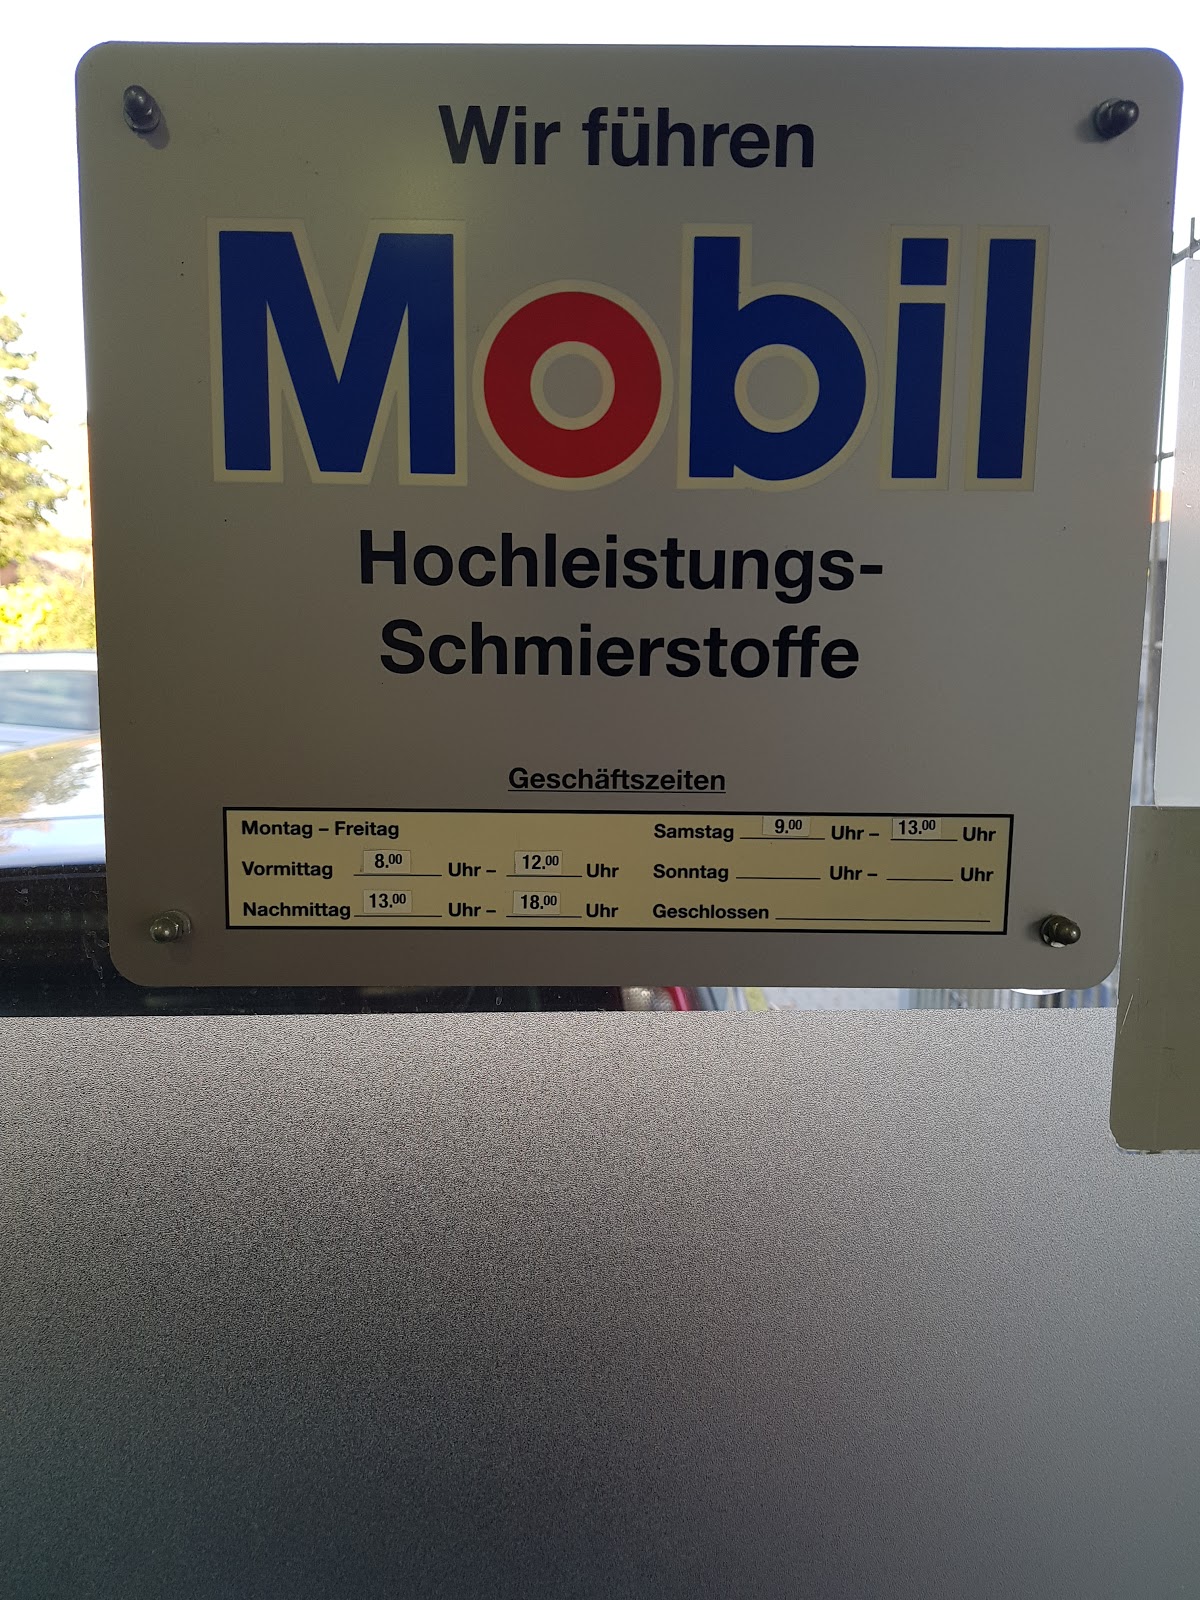 Wir führen
Mobil
Hochleistungs-
Schmierstoffe
Geschäftszeiten
Montag – Freitag
Vormittag 8.00 Uhr – 12.00 Uhr
Nachmittag 13.00 Uhr – 18.00 Uhr
Samstag 9.00 Uhr – 13.00 Uhr
Sonntag Uhr – Uhr
Geschlossen